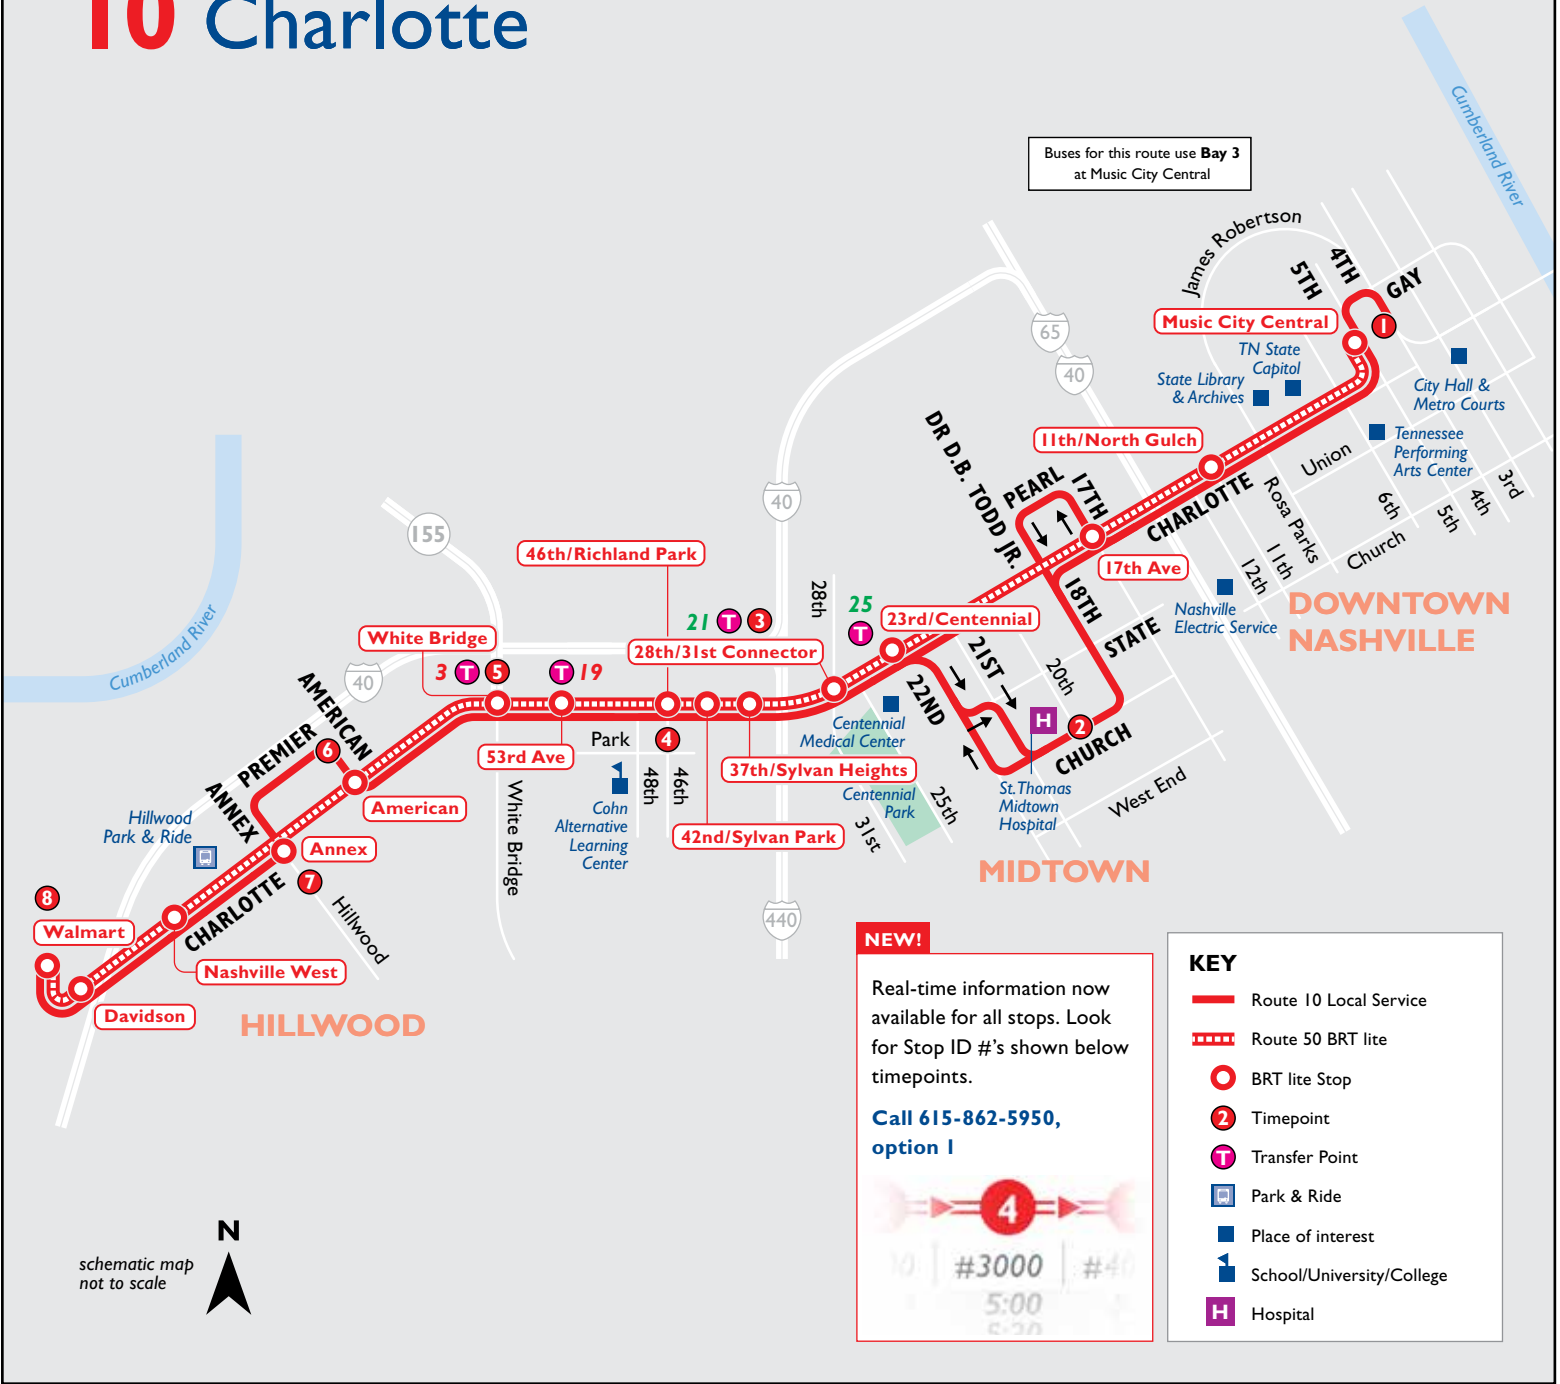 10 Charlotte
Cumberland River
Buses for this route use Bay 3
at Music City Central
James Robertson
5TH
4TH
GAY
65
40
Music City Central
1
TN State
Capitol
State Library
& Archives
City Hall &
Metro Courts
Tennessee
Performing
Arts Center
11th/North Gulch
Union
DR D.B. TODD JR.
PEARL
17TH
CHARLOTTE
Rosa Parks
6th
5th
4th
3rd
Church
12th
11th
17th Ave
18TH
Nashville
Electric Service
DOWNTOWN
NASHVILLE
40
155
46th/Richland Park
28th
25
T
21
T
3
23rd/Centennial
28th/31st Connector
White Bridge
3
T
5
T
19
Cumberland River
40
AMERICAN
PREMIER
6
ANNEX
21ST
20th
STATE
22ND
H
2
CHURCH
Centennial
Medical Center
53rd Ave
Park
4
48th
46th
37th/Sylvan Heights
Centennial
Park
25th
31st
St. Thomas
Midtown
Hospital
West End
American
White Bridge
Cohn
Alternative
Learning
Center
42nd/Sylvan Park
Hillwood
Park & Ride
Annex
7
CHARLOTTE
Hillwood
MIDTOWN
440
8
Walmart
Nashville West
Davidson
HILLWOOD
NEW!
Real-time information now
available for all stops. Look
for Stop ID #'s shown below
timepoints.
Call 615-862-5950,
option 1
4
#3000
#40
5:00
5:30
KEY
Route 10 Local Service
Route 50 BRT lite
BRT lite Stop
2 Timepoint
T Transfer Point
Park & Ride
Place of interest
School/University/College
H Hospital
N
schematic map
not to scale